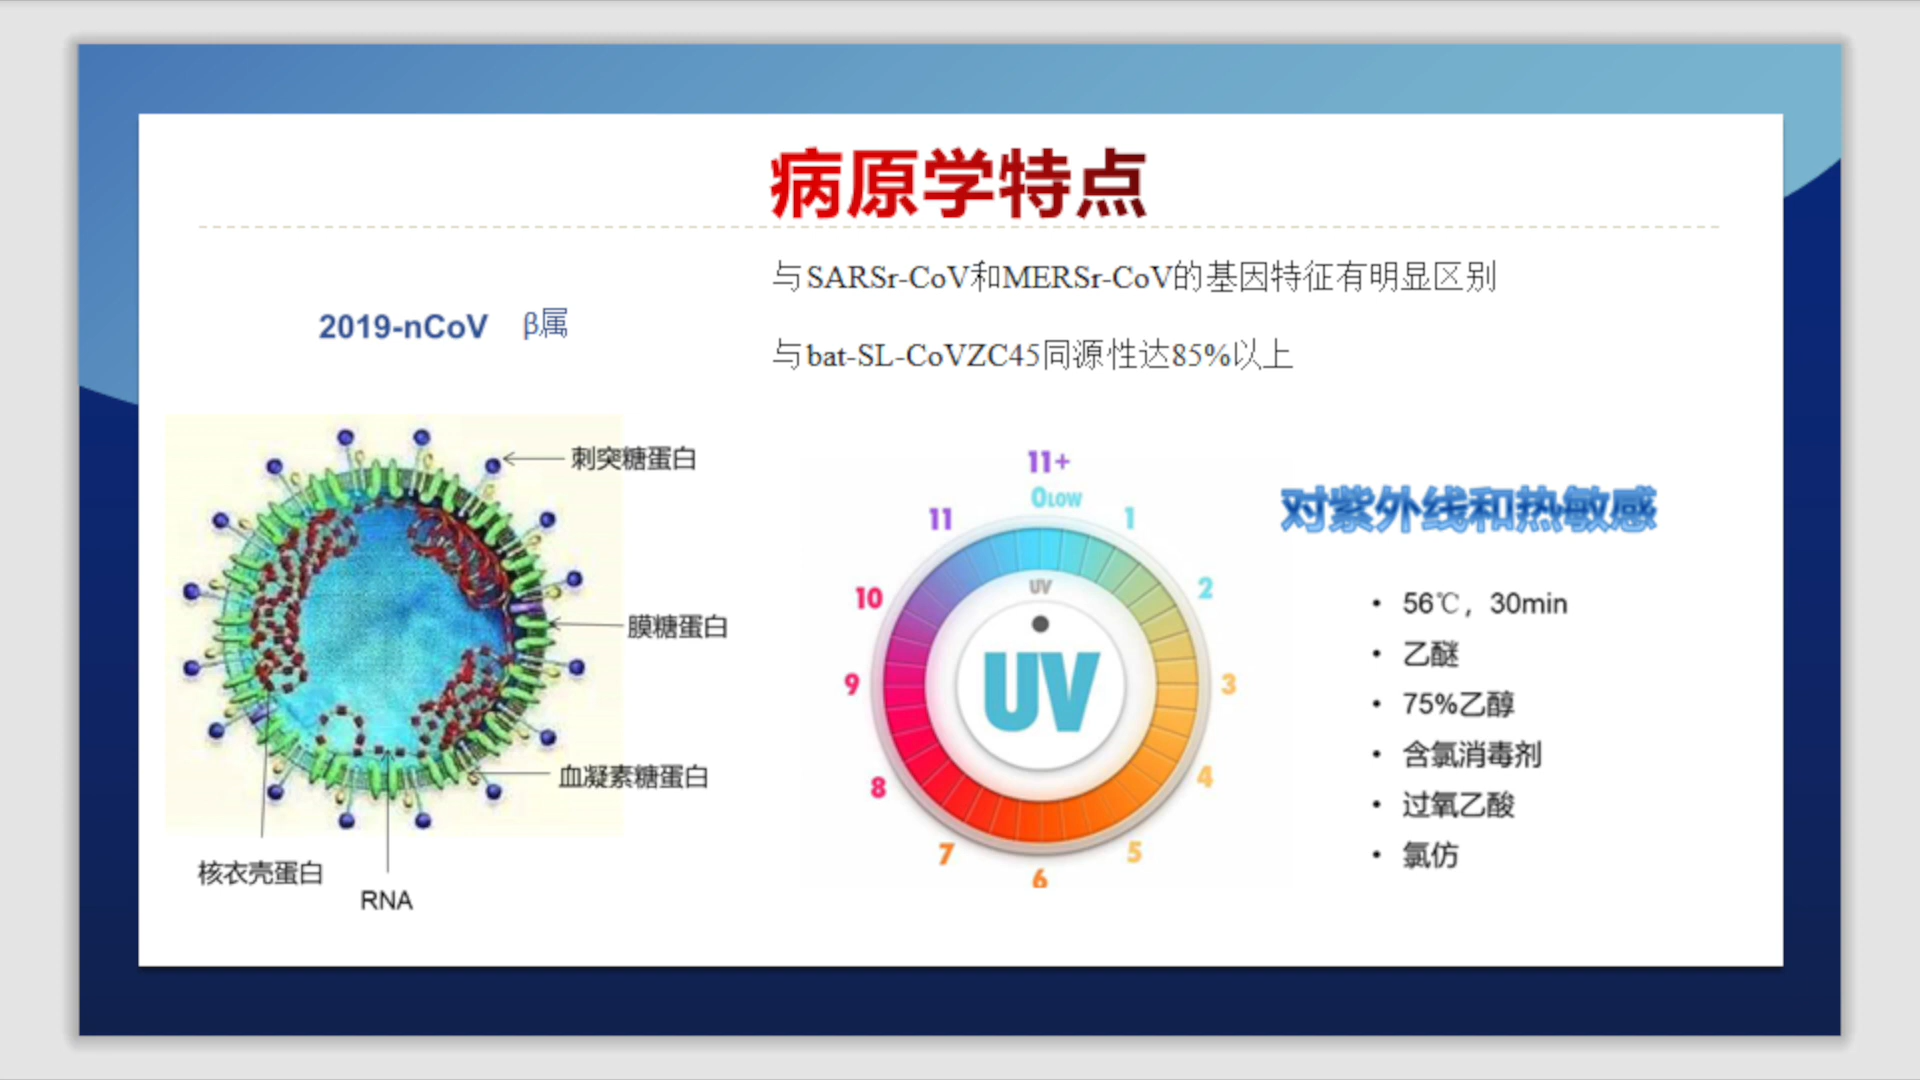 病原学特点
与SARSr-CoV和MERSr-CoV的基因特征有明显区别
2019-nCoV β属
与bat-SL-CoVZC45同源性达85%以上
刺突糖蛋白
膜糖蛋白
血凝素糖蛋白
核衣壳蛋白
RNA
11+
0LOW
11
1
10
2
9
3
8
4
7
5
6
UV
UV
对紫外线和热敏感
• 56℃，30min
• 乙醚
• 75%乙醇
• 含氯消毒剂
• 过氧乙酸
• 氯仿